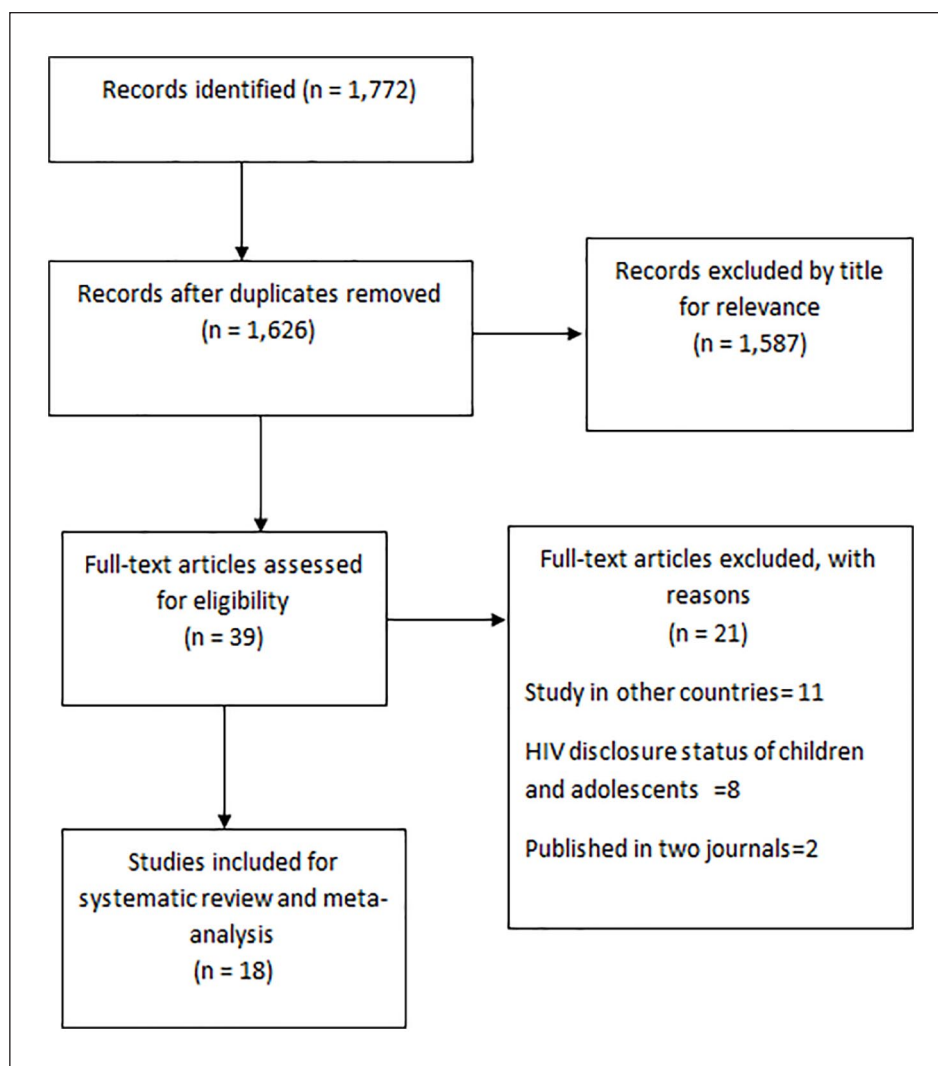 Records identified (n = 1,772)
Records after duplicates removed
(n = 1,626)
Records excluded by title
for relevance
(n = 1,587)
Full-text articles assessed
for eligibility
(n = 39)
Full-text articles excluded, with
reasons
(n = 21)
Study in other countries= 11
HIV disclosure status of children
and adolescents =8
Published in two journals=2
Studies included for
systematic review and meta-
analysis
(n = 18)